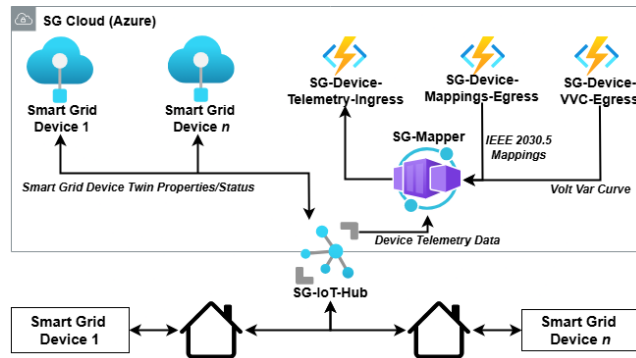 SG Cloud (Azure)
Smart Grid
Device 1
Smart Grid
Device n
SG-Device-
Telemetry-Ingress
SG-Device-
Mappings-Egress
SG-Device-
VVC-Egress
SG-Mapper
IEEE 2030.5
Mappings
Smart Grid Device Twin Properties/Status
Volt Var Curve
Device Telemetry Data
SG-IoT-Hub
Smart Grid
Device 1
Smart Grid
Device n